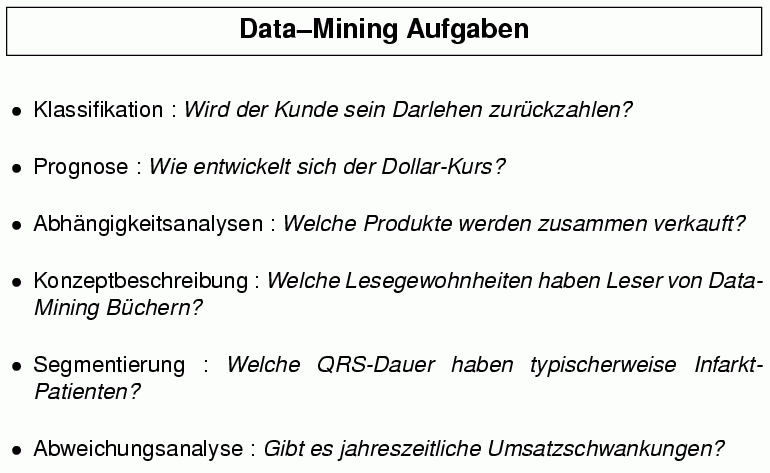 Data–Mining Aufgaben
• Klassifikation : Wird der Kunde sein Darlehen zurückzahlen?
• Prognose : Wie entwickelt sich der Dollar-Kurs?
• Abhängigkeitsanalysen : Welche Produkte werden zusammen verkauft?
• Konzeptbeschreibung : Welche Lesegewohnheiten haben Leser von Data-
Mining Büchern?
• Segmentierung : Welche QRS-Dauer haben typischerweise Infarkt-
Patienten?
• Abweichungsanalyse : Gibt es jahreszeitliche Umsatzschwankungen?